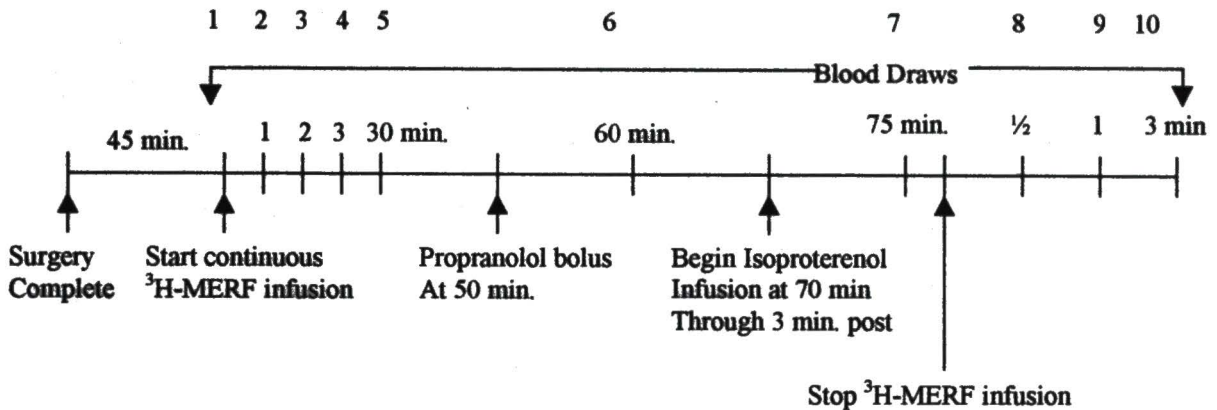 1 2 3 4 5 6 7 8 9 10
Blood Draws
45 min. 1 2 3 30 min. 60 min. 75 min. ½ 1 3 min
Surgery Complete
Start continuous
³H-MERF infusion
Propranolol bolus
At 50 min.
Begin Isoproterenol
Infusion at 70 min
Through 3 min. post
Stop ³H-MERF infusion